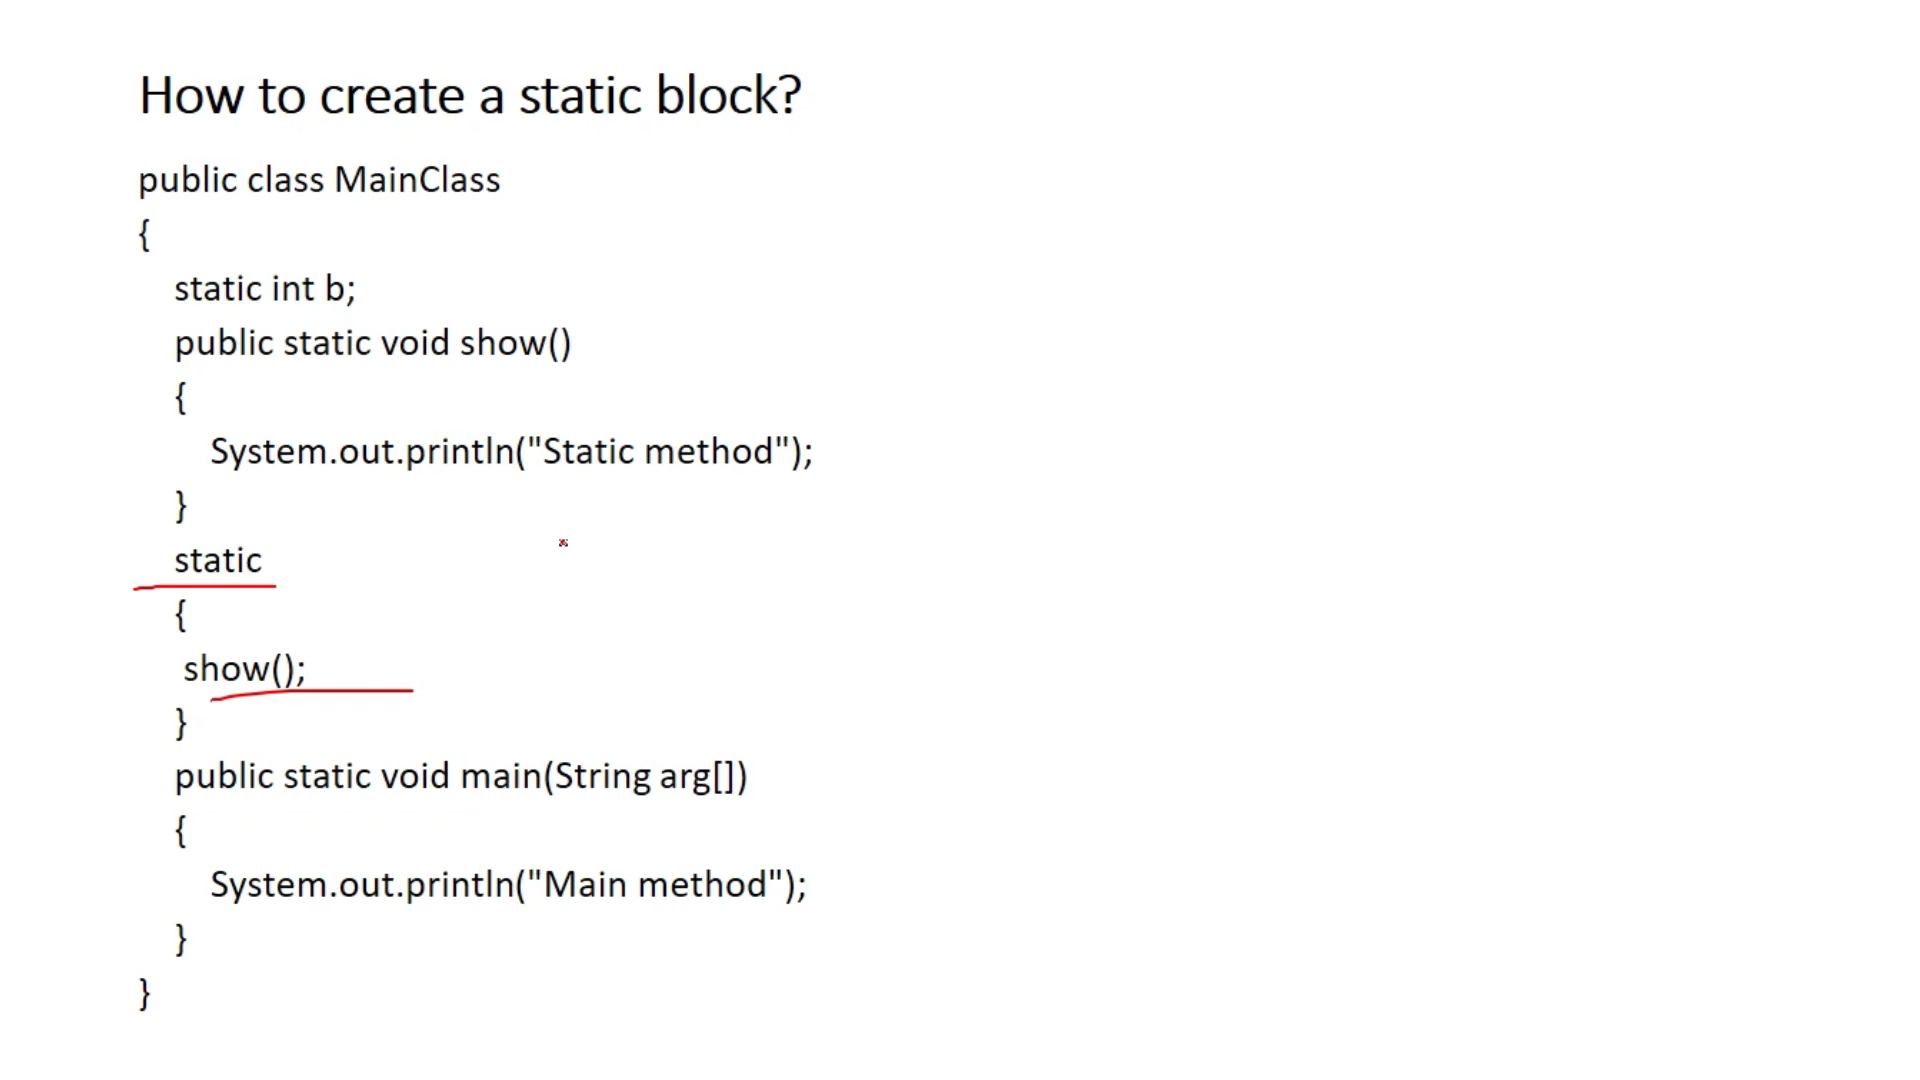 How to create a static block?
public class MainClass
{
static int b;
public static void show()
{
System.out.println("Static method");
}
static
{
show();
}
public static void main(String arg[])
{
System.out.println("Main method");
}
}